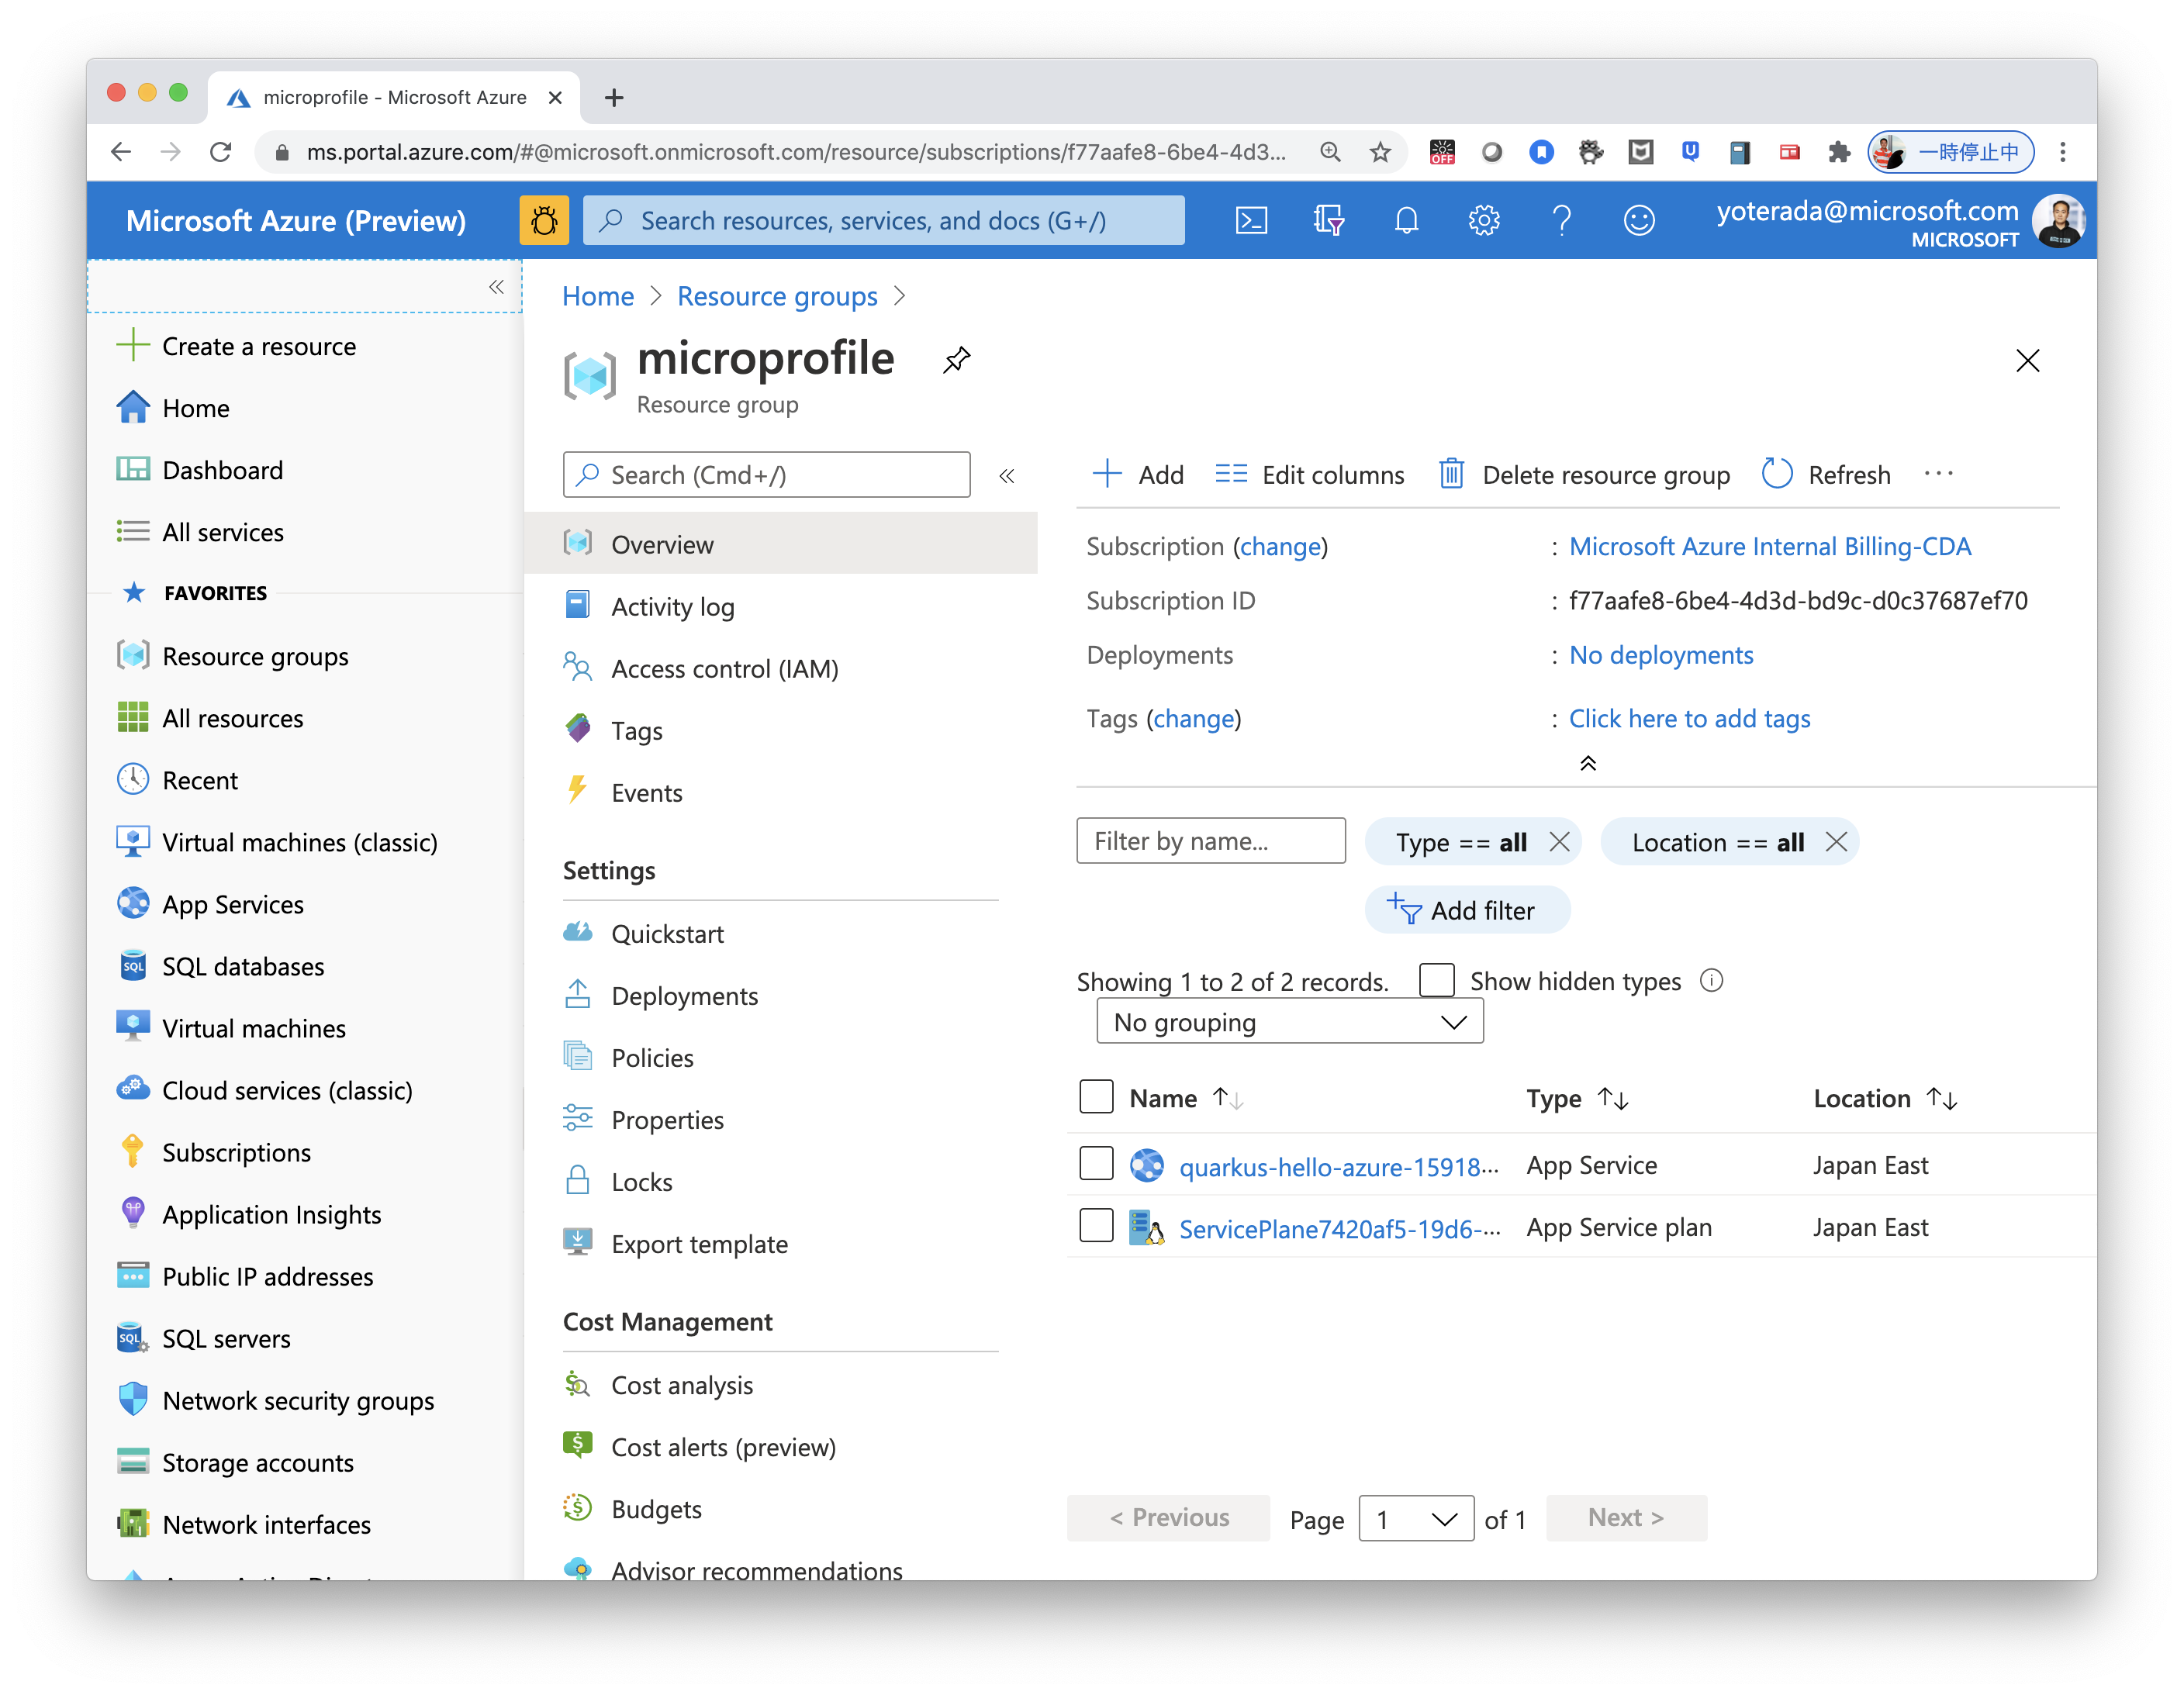 microprofile - Microsoft Azure
ms.portal.azure.com/#@microsoft.onmicrosoft.com/resource/subscriptions/f77aafe8-6be4-4d3...
OFF
一時停止中
Microsoft Azure (Preview)
Search resources, services, and docs (G+/)
yoterada@microsoft.com
MICROSOFT
Create a resource
Home
Dashboard
All services
FAVORITES
Resource groups
All resources
Recent
Virtual machines (classic)
App Services
SQL databases
Virtual machines
Cloud services (classic)
Subscriptions
Application Insights
Public IP addresses
SQL servers
Network security groups
Storage accounts
Network interfaces
Home > Resource groups >
microprofile
Resource group
Search (Cmd+/)
Overview
Activity log
Access control (IAM)
Tags
Events
Settings
Quickstart
Deployments
Policies
Properties
Locks
Export template
Cost Management
Cost analysis
Cost alerts (preview)
Budgets
Advisor recommendations
Add Edit columns Delete resource group Refresh ...
Subscription (change) : Microsoft Azure Internal Billing-CDA
Subscription ID : f77aafe8-6be4-4d3d-bd9c-d0c37687ef70
Deployments : No deployments
Tags (change) : Click here to add tags
Filter by name... Type == all Location == all
Add filter
Showing 1 to 2 of 2 records. Show hidden types
No grouping
Name Type Location
quarkus-hello-azure-15918... App Service Japan East
ServicePlane7420af5-19d6-... App Service plan Japan East
< Previous Page 1 of 1 Next >